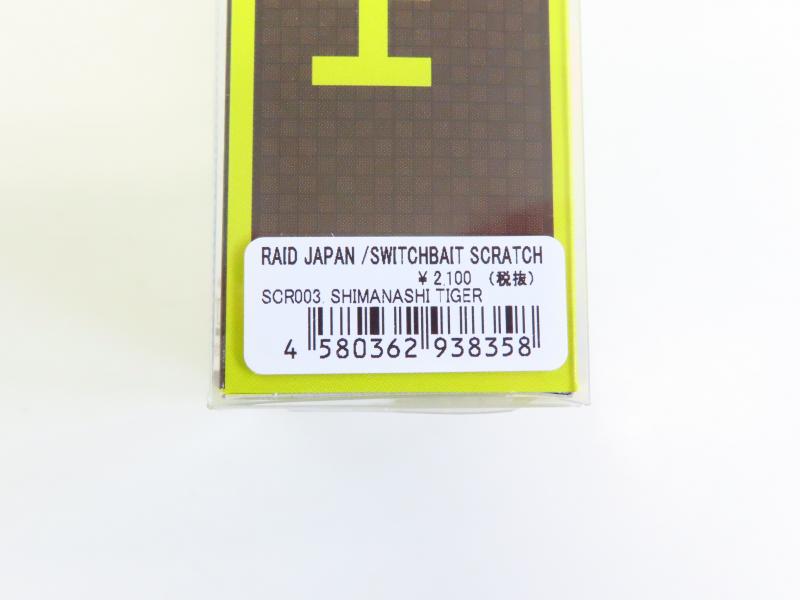 RAID JAPAN /SWITCHBAIT SCRATCH
¥2,100 (税抜)
SCR003. SHIMANASHI TIGER
4 580362 938358